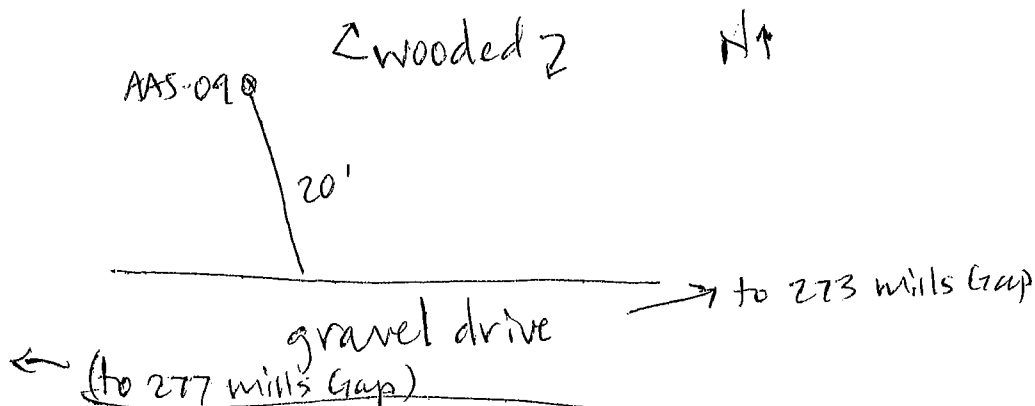 wooded
N
AAS-09
20'
to 273 mills Gap
gravel drive
(to 277 mills Gap)